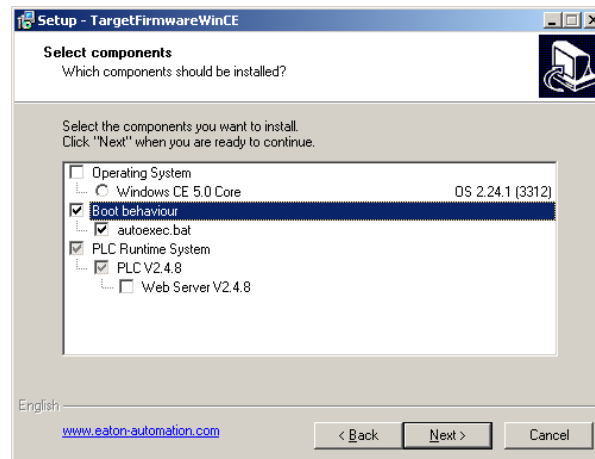 Setup - TargetFirmwareWinCE
Select components
Which components should be installed?
Select the components you want to install.
Click "Next" when you are ready to continue.
Operating System
Windows CE 5.0 Core OS 2.24.1 (3312)
Boot behaviour
autoexec.bat
PLC Runtime System
PLC V2.4.8
Web Server V2.4.8
English
www.eaton-automation.com
< Back Next > Cancel